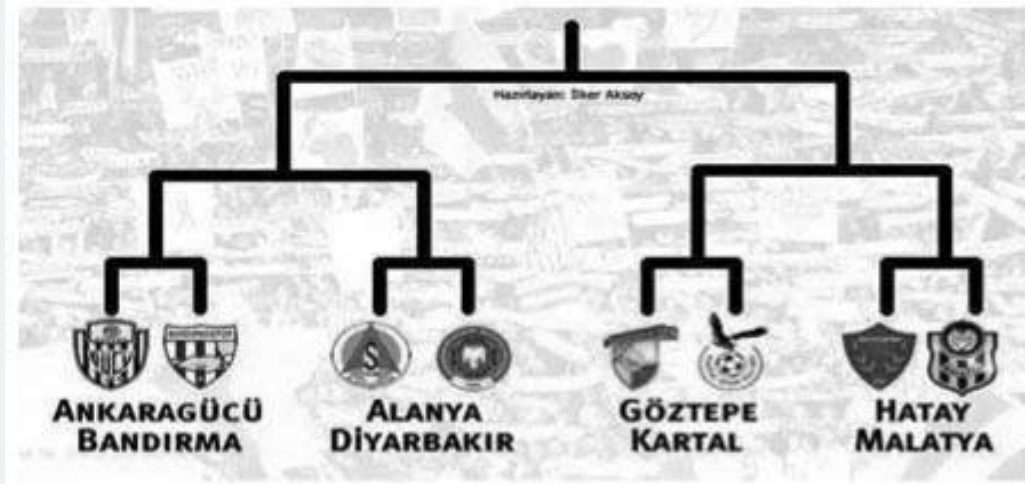 Hazırlayan: İlker Aksoy
ANKARAGÜCÜ
BANDIRMA
ALANYA
DİYARBAKIR
GÖZTEPE
KARTAL
HATAY
MALATYA